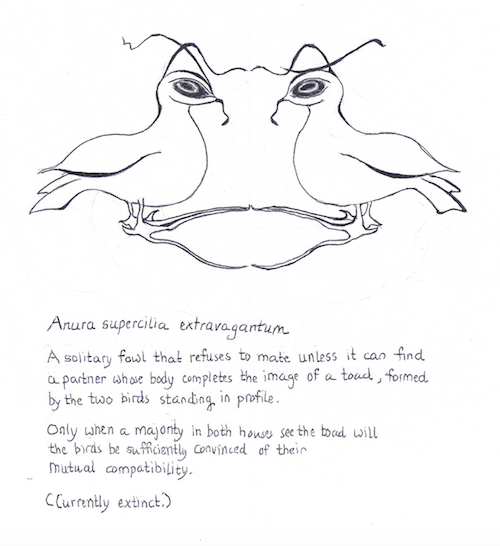 Anura supercilia extravagantum
A solitary fowl that refuses to mate unless it can find
a partner whose body completes the image of a toad, formed
by the two birds standing in profile.
Only when a majority in both houses see the toad will
the birds be sufficiently convinced of their
mutual compatibility.
(Currently extinct.)